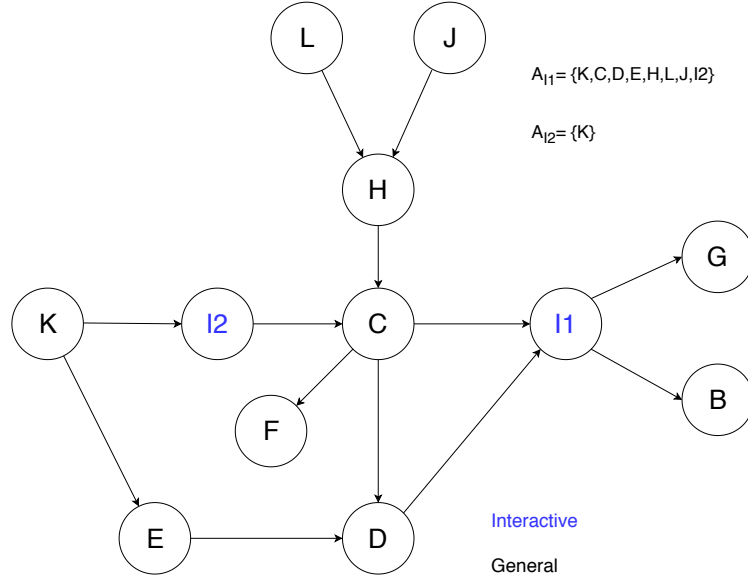 L
J
A_I1= {K,C,D,E,H,L,J,I2}
A_I2= {K}
H
G
K
I2
C
I1
B
F
E
D
Interactive
General